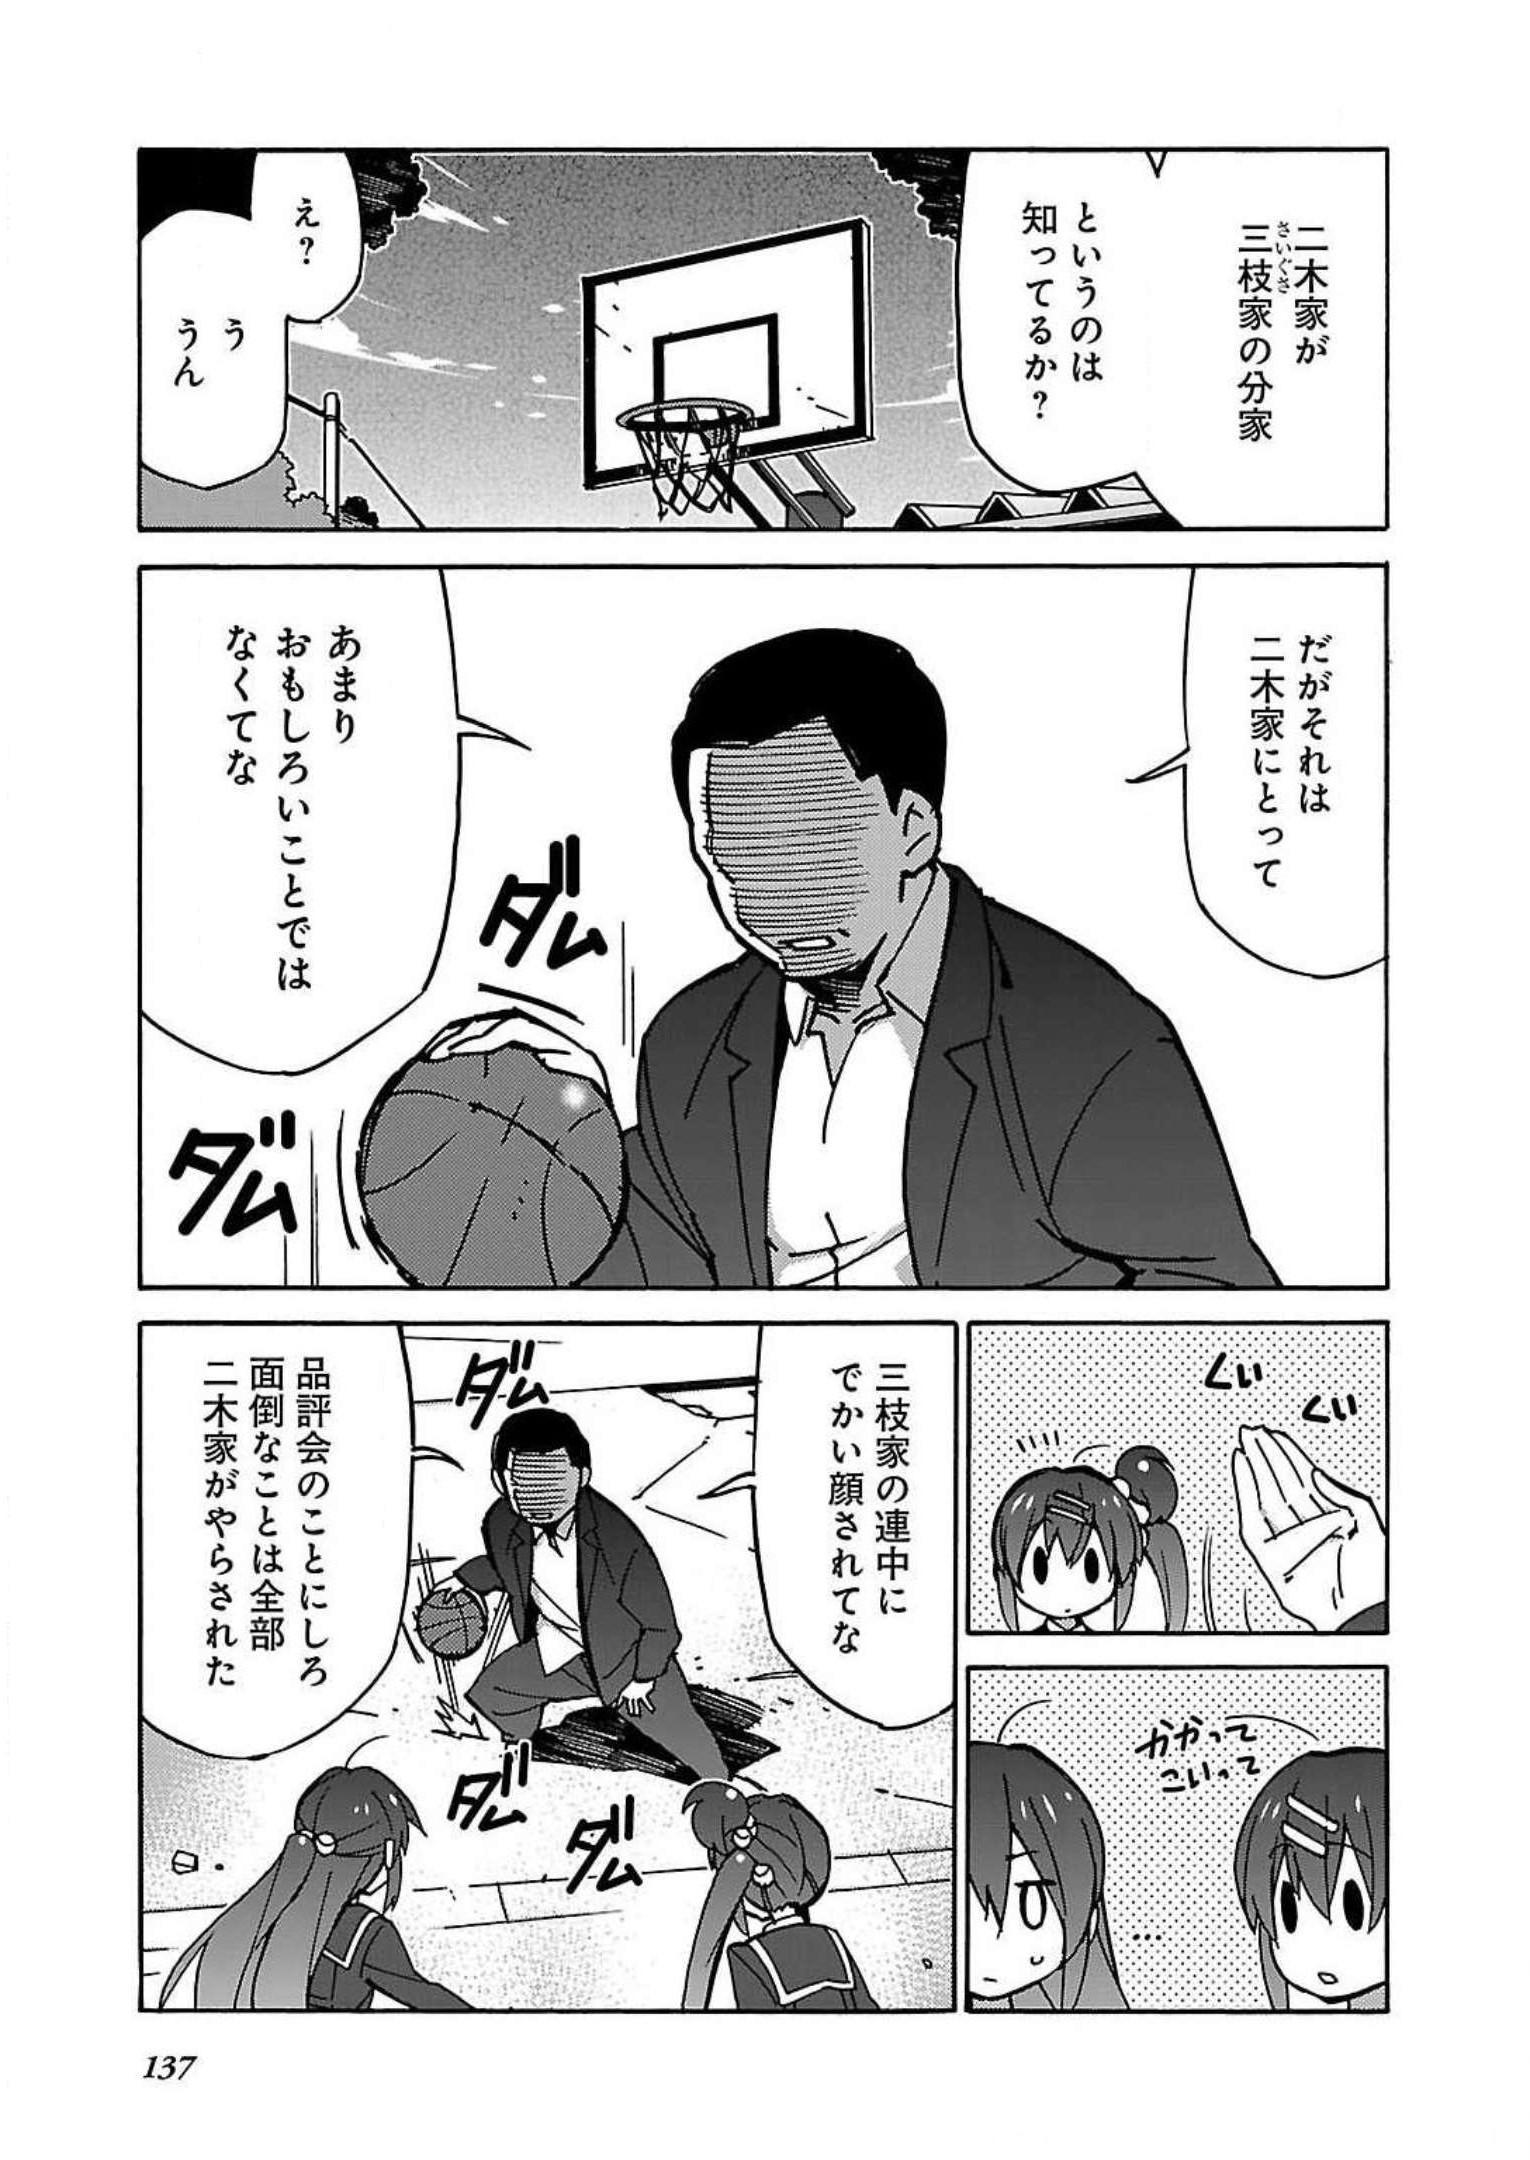 二木家が
三枝家の分家
さいぐさ
というのは
知ってるか？
え？
う
うん
だがそれは
二木家にとって
あまり
おもしろいことでは
なくてな
ダム
ダム
くい
くい
かかって
こいって
…
三枝家の連中に
でかい顔されてな
品評会のことにしろ
面倒なことは全部
二木家がやらされた
ダム
ダム
ダム
137